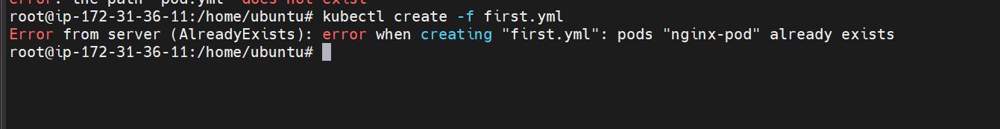 error: the path "pod.yml" does not exist
root@ip-172-31-36-11:/home/ubuntu# kubectl create -f first.yml
Error from server (AlreadyExists): error when creating "first.yml": pods "nginx-pod" already exists
root@ip-172-31-36-11:/home/ubuntu#